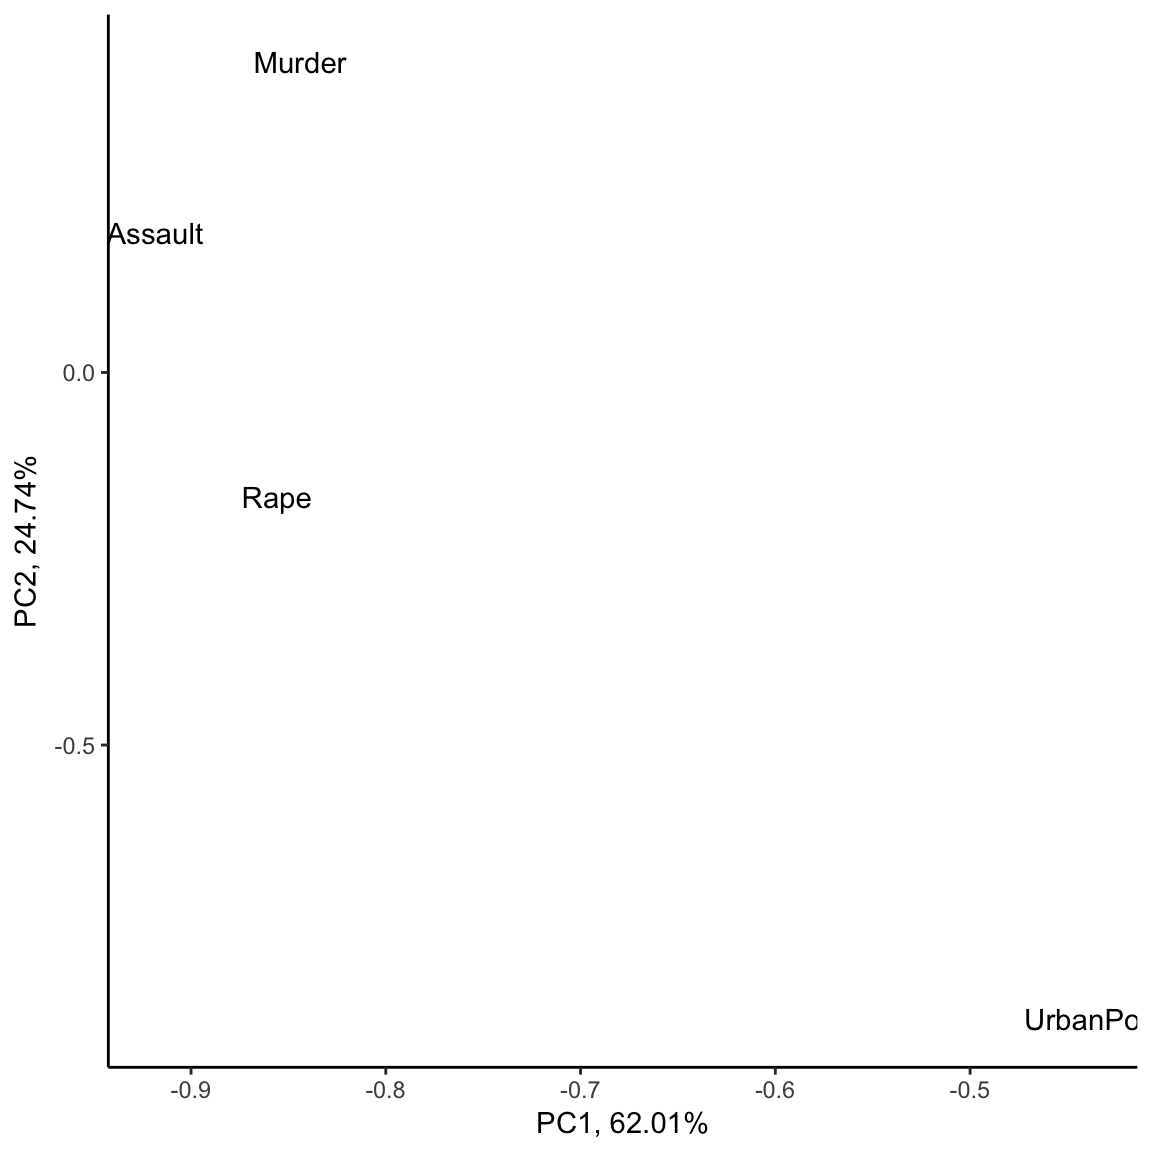 Murder
Assault
0.0
Rape
PC2, 24.74%
-0.5
UrbanPo
-0.9
-0.8
-0.7
-0.6
-0.5
PC1, 62.01%